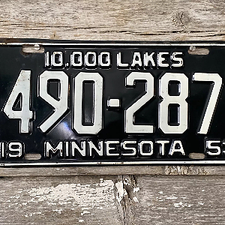 10,000 LAKES
490-287
19 MINNESOTA 53